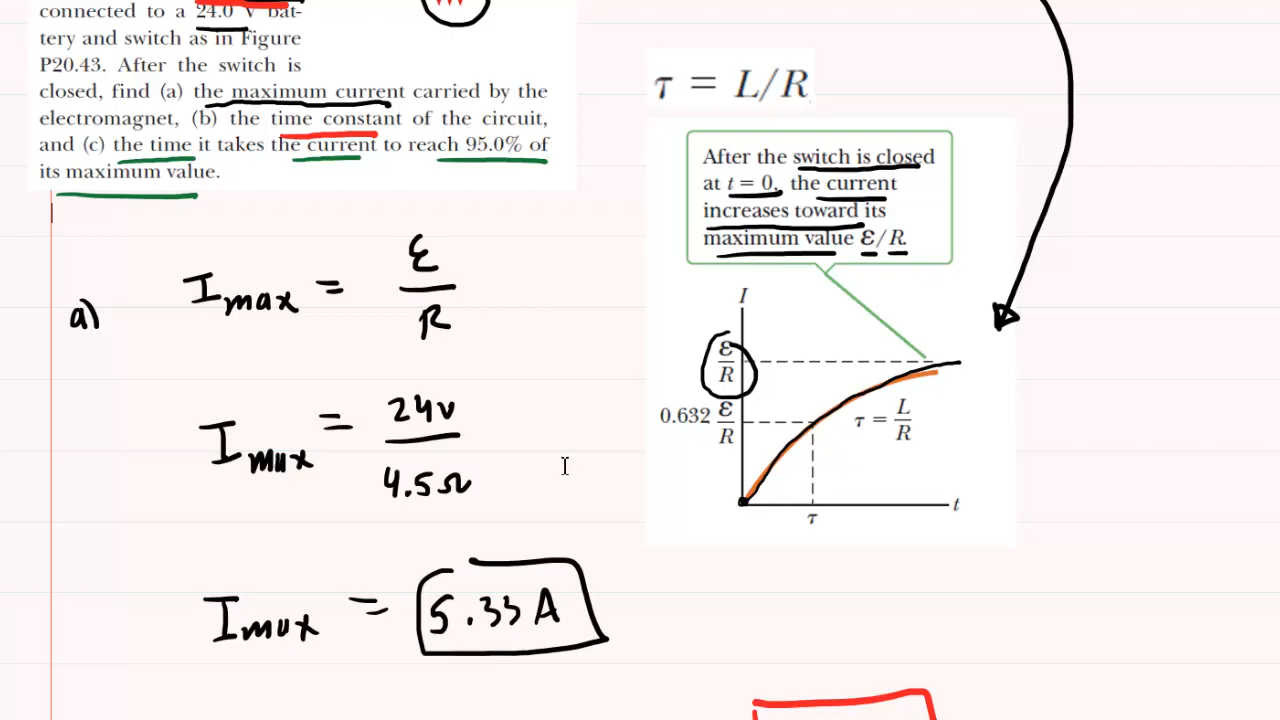 connected to a 24.0 V bat-
tery and switch as in Figure
P20.43. After the switch is
closed, find (a) the maximum current carried by the
electromagnet, (b) the time constant of the circuit,
and (c) the time it takes the current to reach 95.0% of
its maximum value.
τ = L/R
After the switch is closed
at t = 0, the current
increases toward its
maximum value ε/R.
a) Imax = ε/R
Imax = 24v/4.5Ω
Imax = 5.33A
I
ε/R
0.632 ε/R
τ = L/R
t
τ